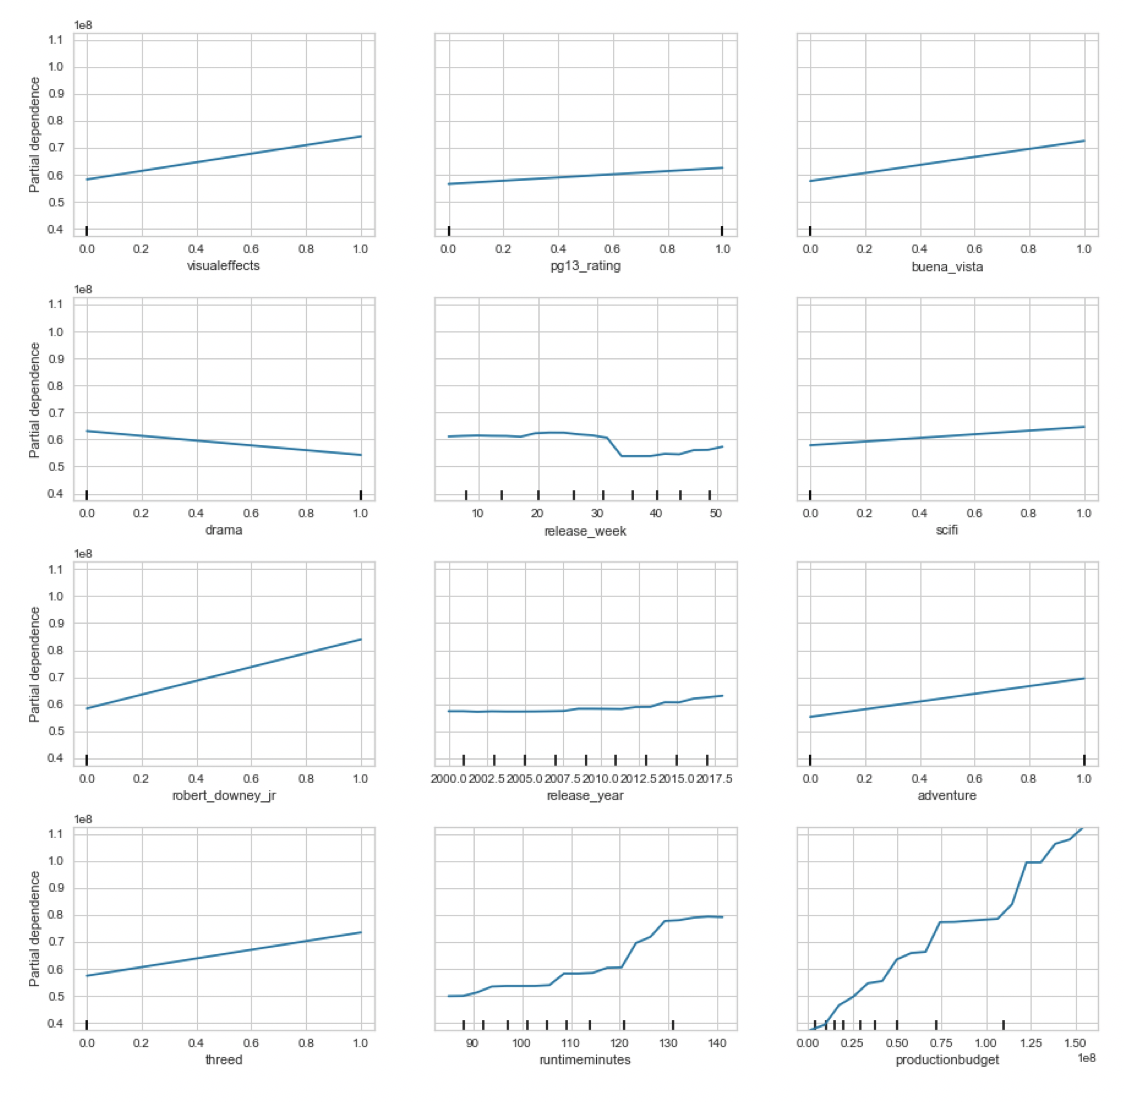 1e8
1.1
1.0
0.9
0.8
0.7
0.6
0.5
0.4
Partial dependence
0.0 0.2 0.4 0.6 0.8 1.0
visualeffects
0.0 0.2 0.4 0.6 0.8 1.0
pg13_rating
0.0 0.2 0.4 0.6 0.8 1.0
buena_vista
1e8
1.1
1.0
0.9
0.8
0.7
0.6
0.5
0.4
Partial dependence
0.0 0.2 0.4 0.6 0.8 1.0
drama
10 20 30 40 50
release_week
0.0 0.2 0.4 0.6 0.8 1.0
scifi
1e8
1.1
1.0
0.9
0.8
0.7
0.6
0.5
0.4
Partial dependence
0.0 0.2 0.4 0.6 0.8 1.0
robert_downey_jr
2000.0 2002.5 2005.0 2007.5 2010.0 2012.5 2015.0 2017.5
release_year
0.0 0.2 0.4 0.6 0.8 1.0
adventure
1e8
1.1
1.0
0.9
0.8
0.7
0.6
0.5
0.4
Partial dependence
0.0 0.2 0.4 0.6 0.8 1.0
threed
90 100 110 120 130 140
runtimeminutes
0.00 0.25 0.50 0.75 1.00 1.25 1.50
1e8
productionbudget